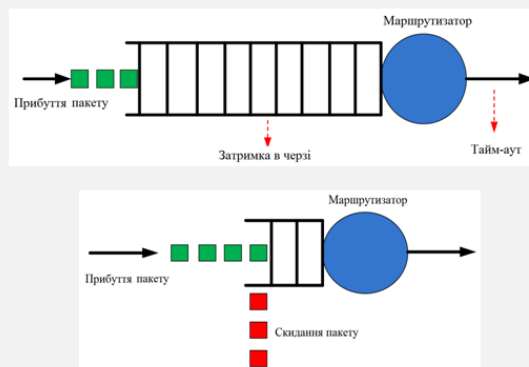 Маршрутизатор
Прибуття пакету
Затримка в черзі
Тайм-аут
Маршрутизатор
Прибуття пакету
Скидання пакету